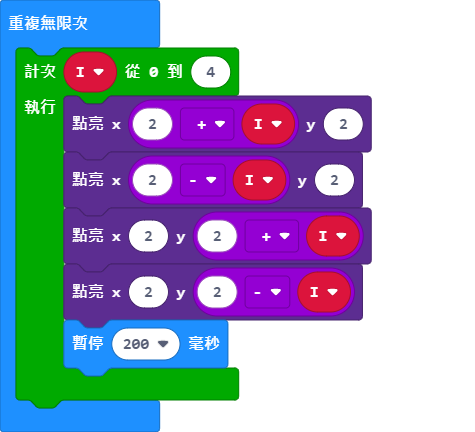 重複無限次
計次 I 從 0 到 4
執行
點亮 x 2 + I y 2
點亮 x 2 - I y 2
點亮 x 2 y 2 + I
點亮 x 2 y 2 - I
暫停 200 毫秒